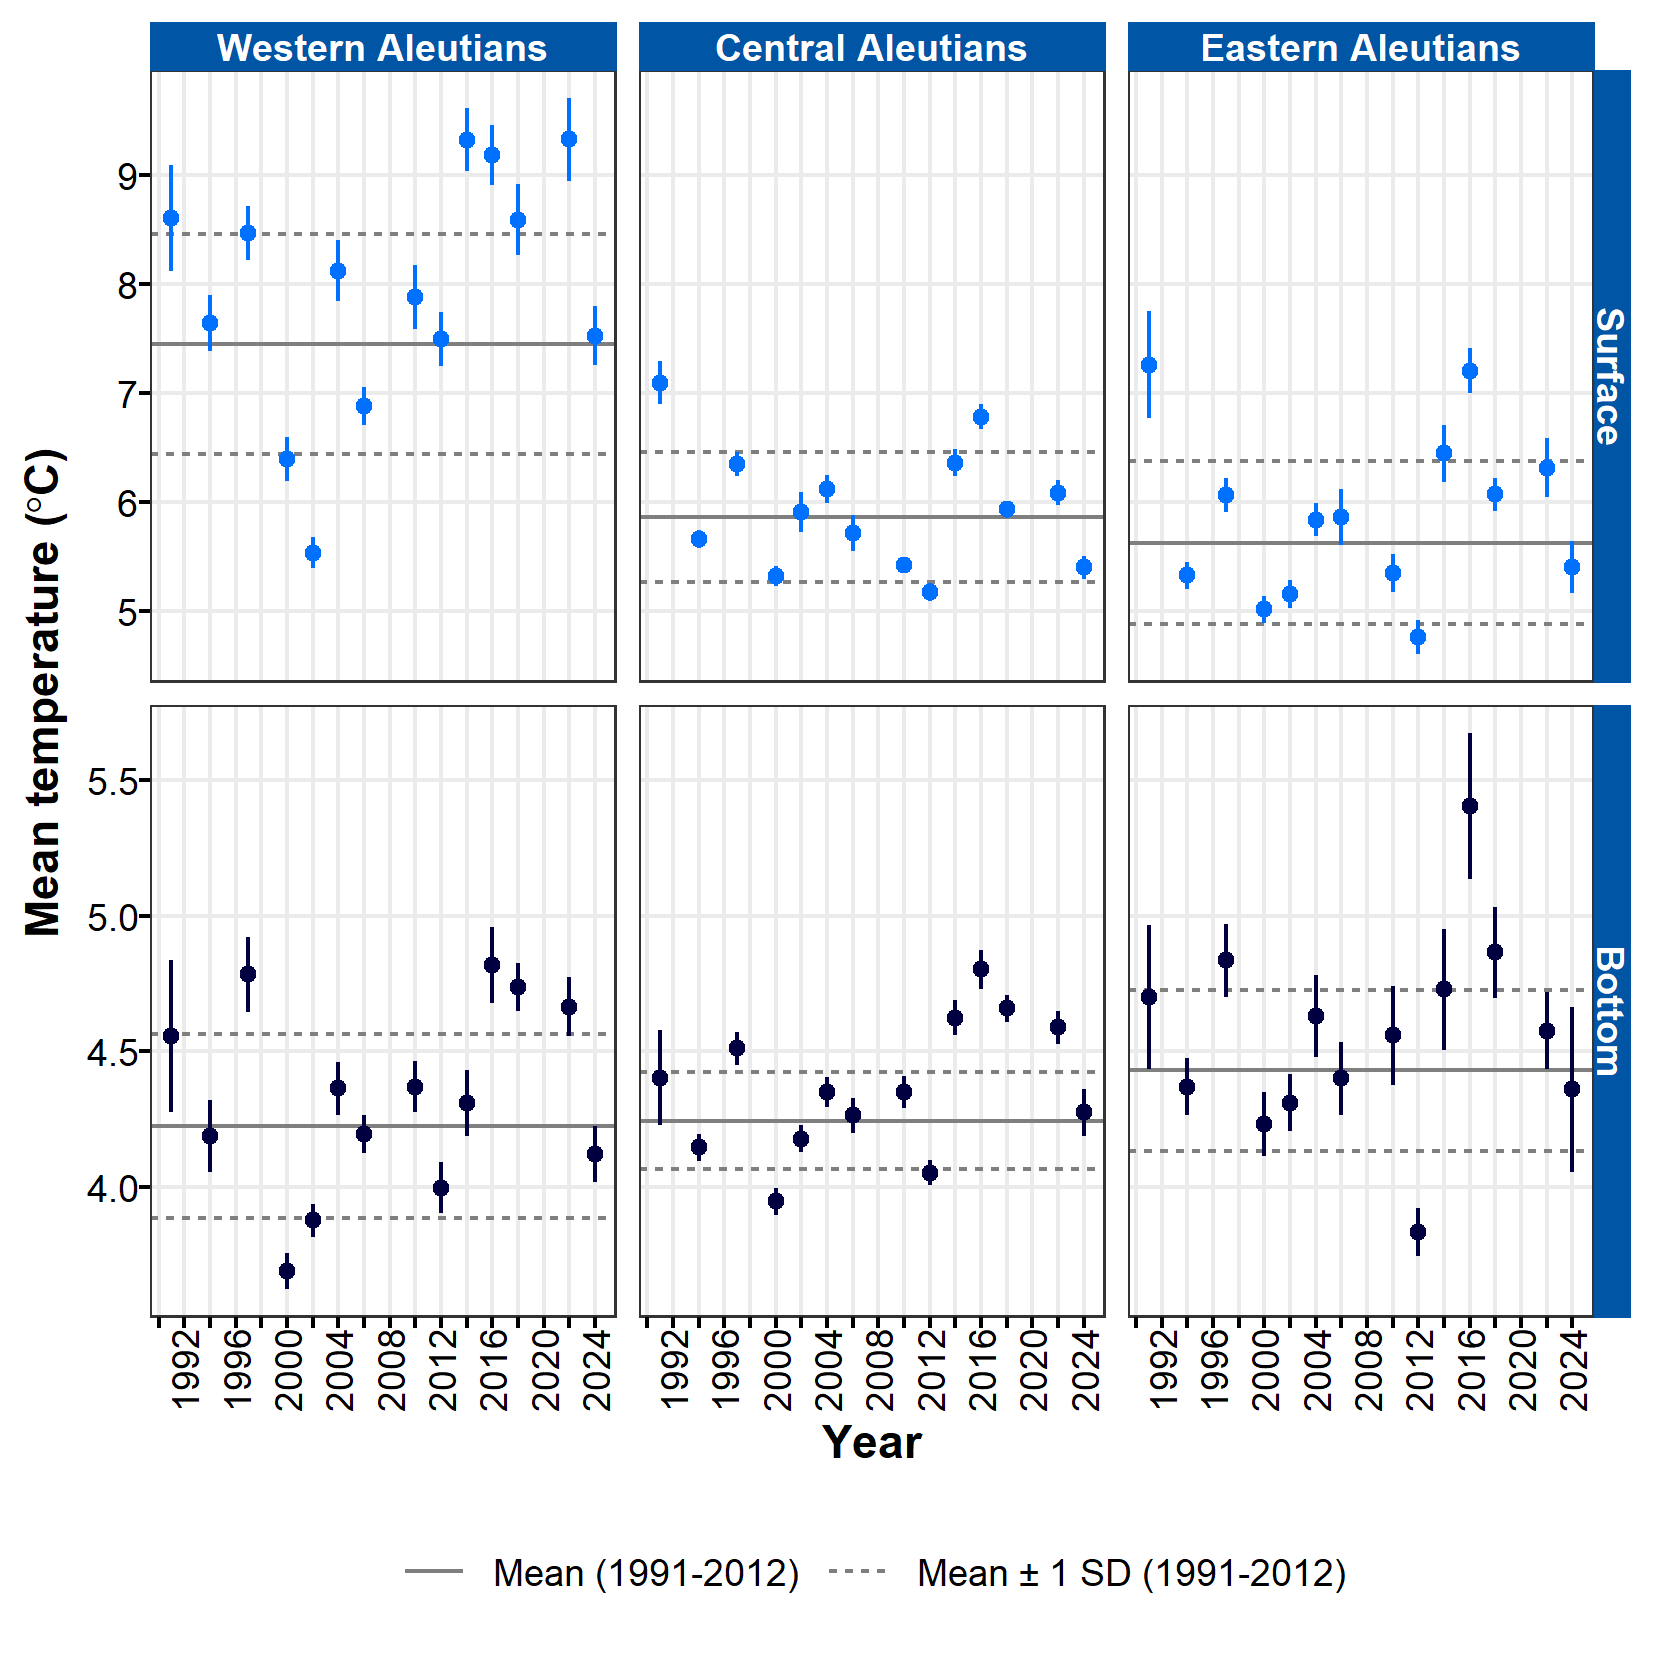 Western Aleutians
Central Aleutians
Eastern Aleutians
Surface
9
8
7
6
5
Mean temperature (°C)
Bottom
5.5
5.0
4.5
4.0
1992 1996 2000 2004 2008 2012 2016 2020 2024
1992 1996 2000 2004 2008 2012 2016 2020 2024
1992 1996 2000 2004 2008 2012 2016 2020 2024
Year
Mean (1991-2012)
Mean ± 1 SD (1991-2012)